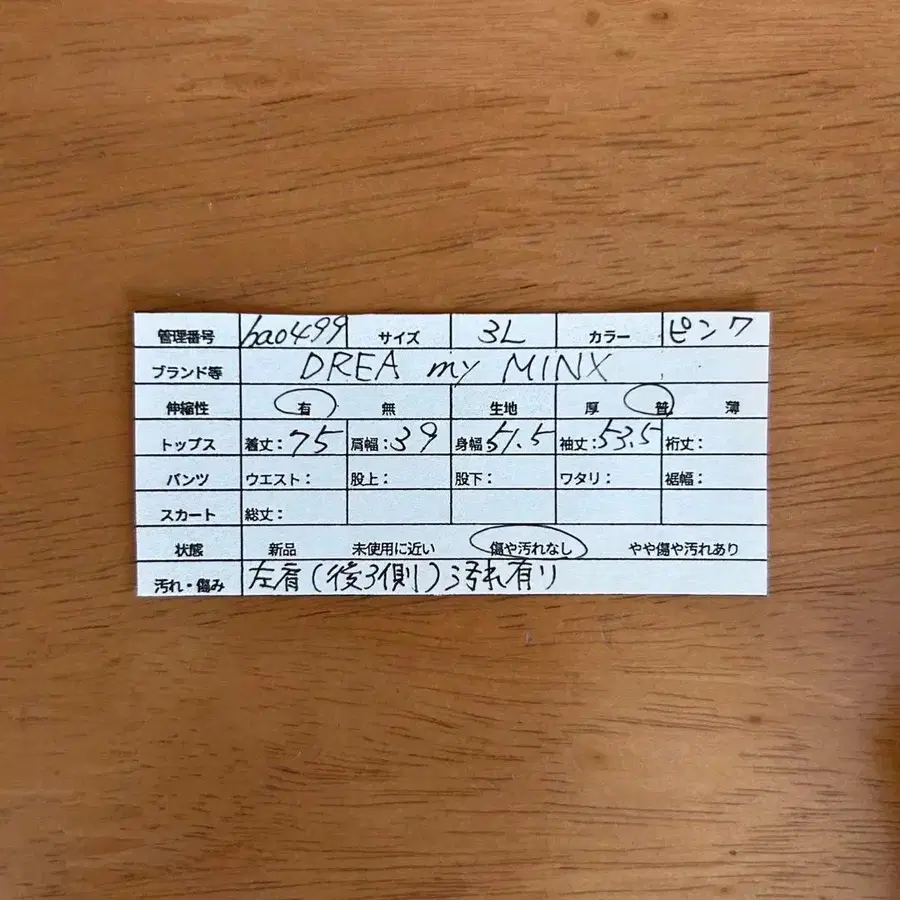 管理番号 hao499 サイズ 3L カラー ピンク
ブランド等 DREA my MINX
伸縮性 有 無 生地 厚 普 薄
トップス 着丈:75 肩幅:39 身幅:51.5 袖丈:53.5 裄丈:
パンツ ウエスト: 股上: 股下: ワタリ: 裾幅:
スカート 総丈:
状態 新品 未使用に近い 傷や汚れなし やや傷や汚れあり
汚れ・傷み 左肩(後ろ側)汚れ有り